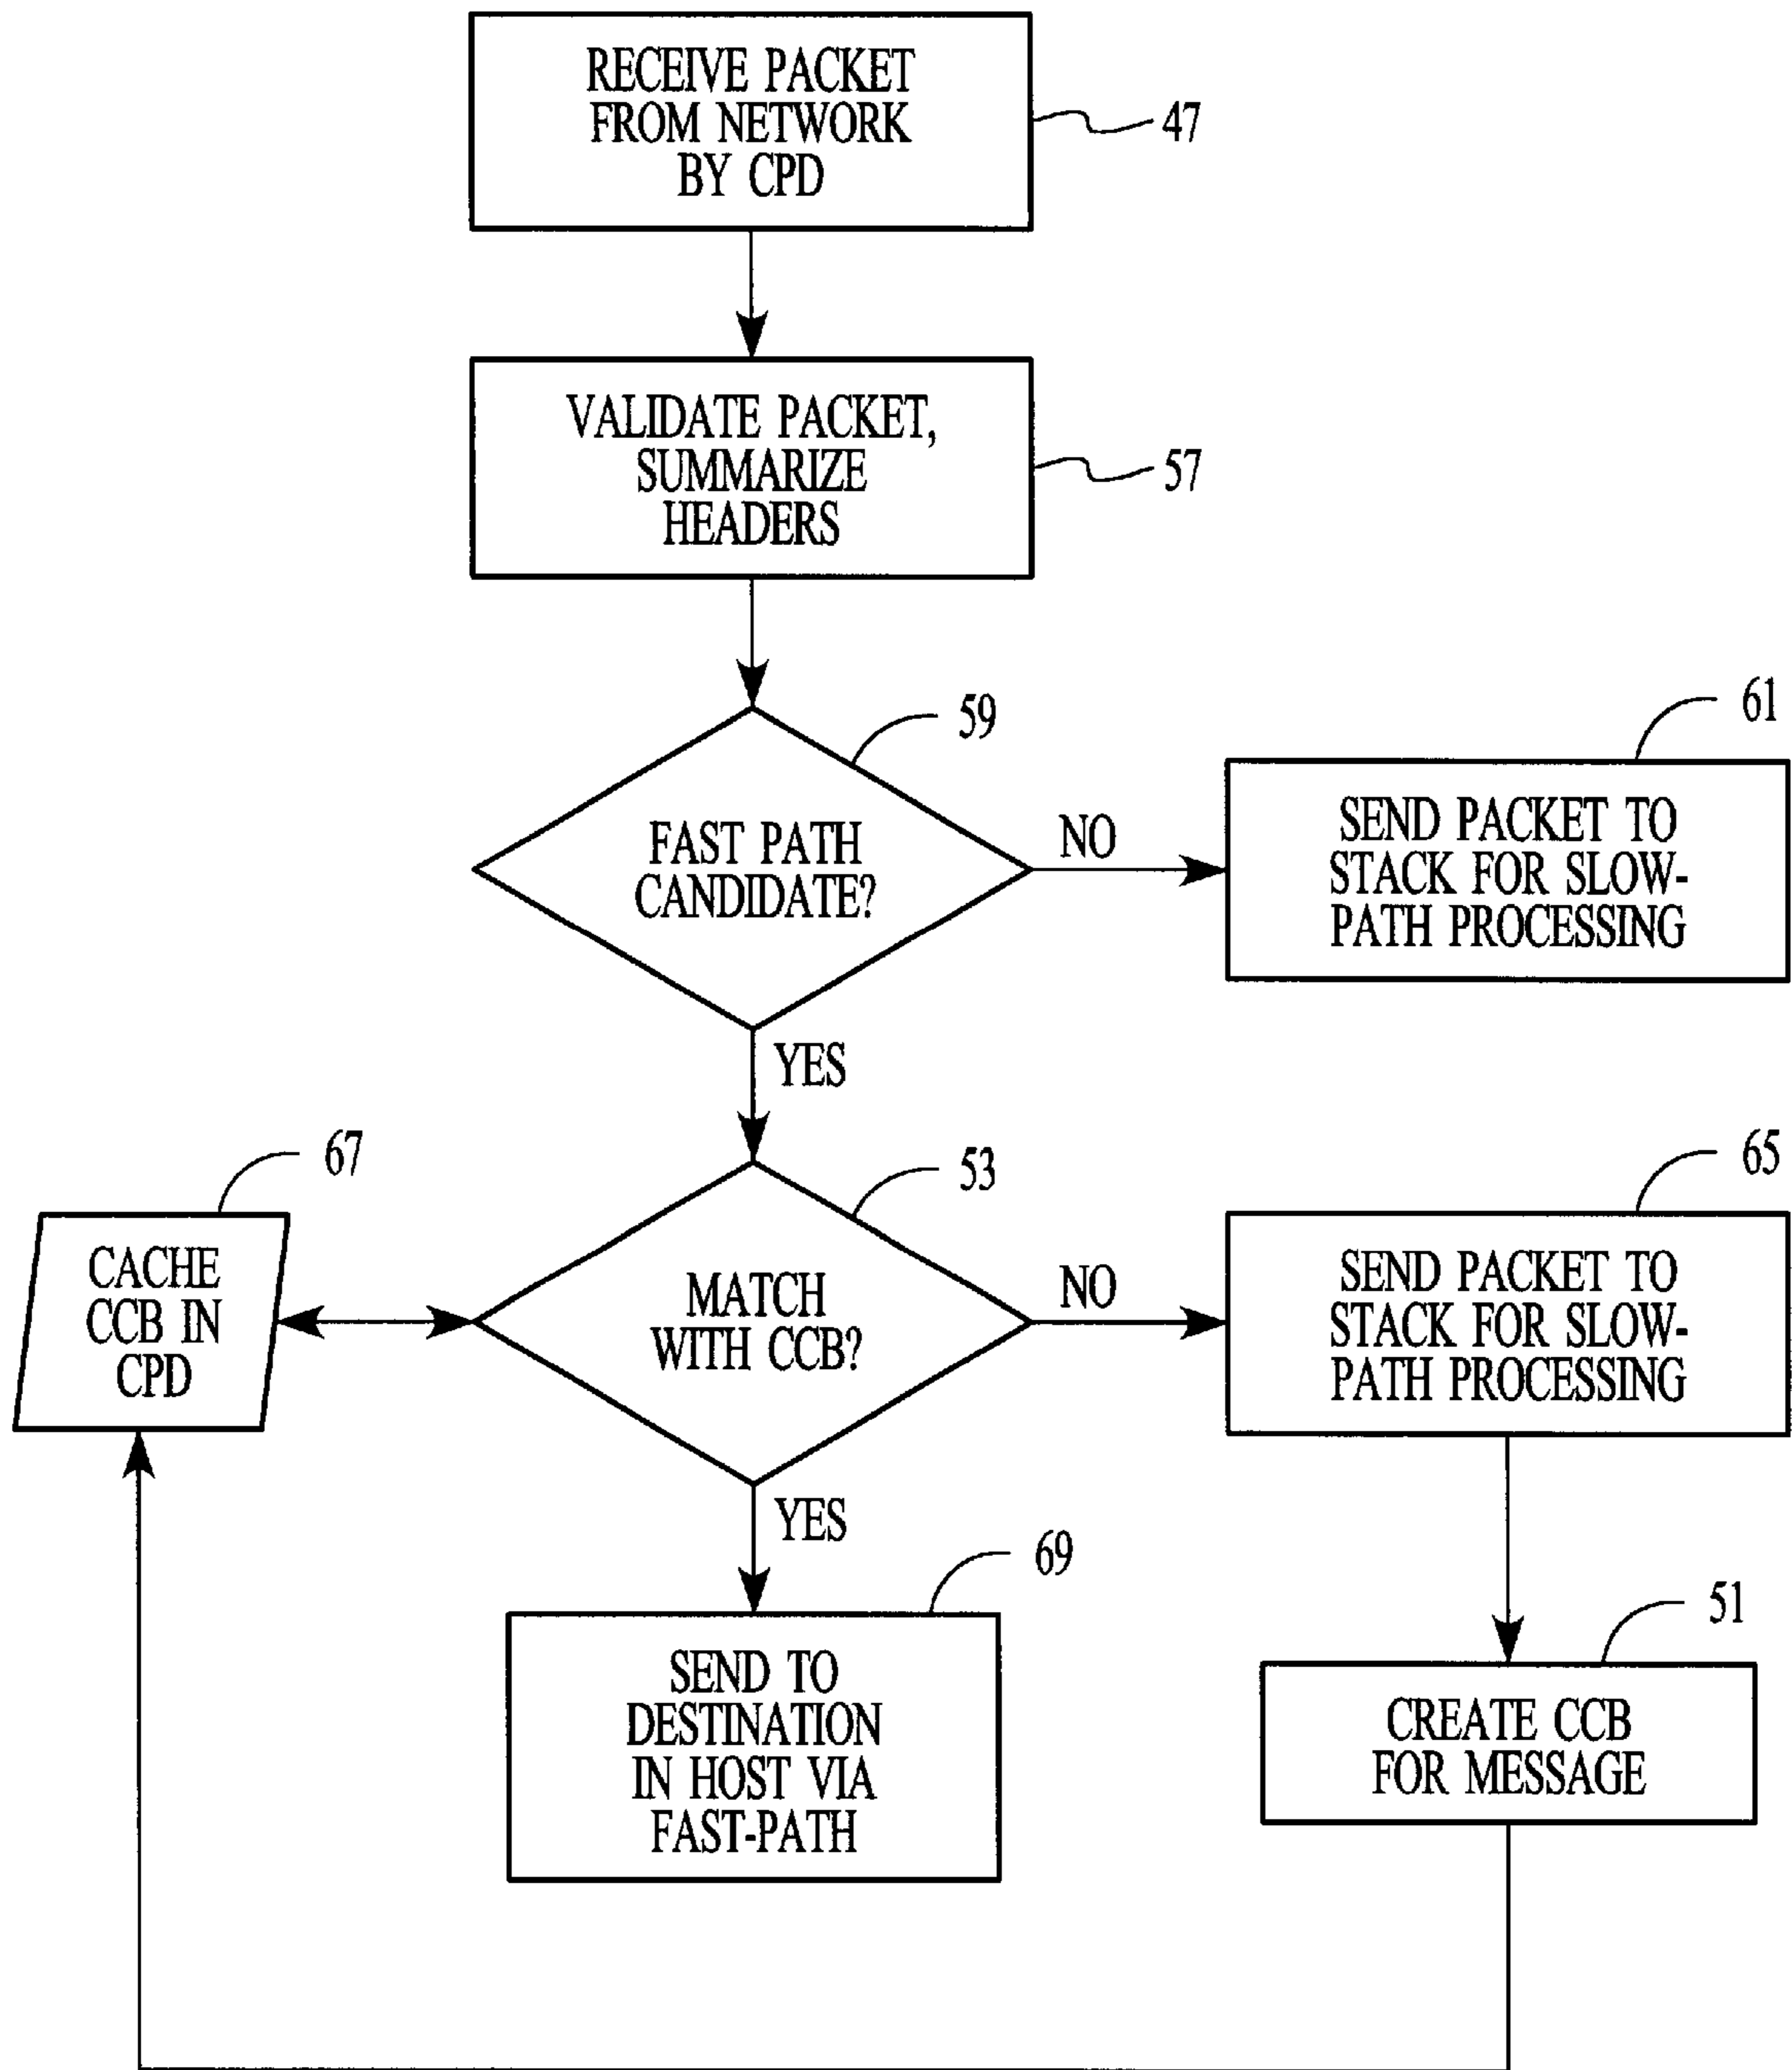 RECEIVE PACKET
FROM NETWORK
BY CPD
47
VALIDATE PACKET,
SUMMARIZE
HEADERS
57
59
FAST PATH
CANDIDATE?
NO
61
SEND PACKET TO
STACK FOR SLOW-
PATH PROCESSING
YES
67
CACHE
CCB IN
CPD
53
MATCH
WITH CCB?
NO
65
SEND PACKET TO
STACK FOR SLOW-
PATH PROCESSING
YES
69
SEND TO
DESTINATION
IN HOST VIA
FAST-PATH
51
CREATE CCB
FOR MESSAGE